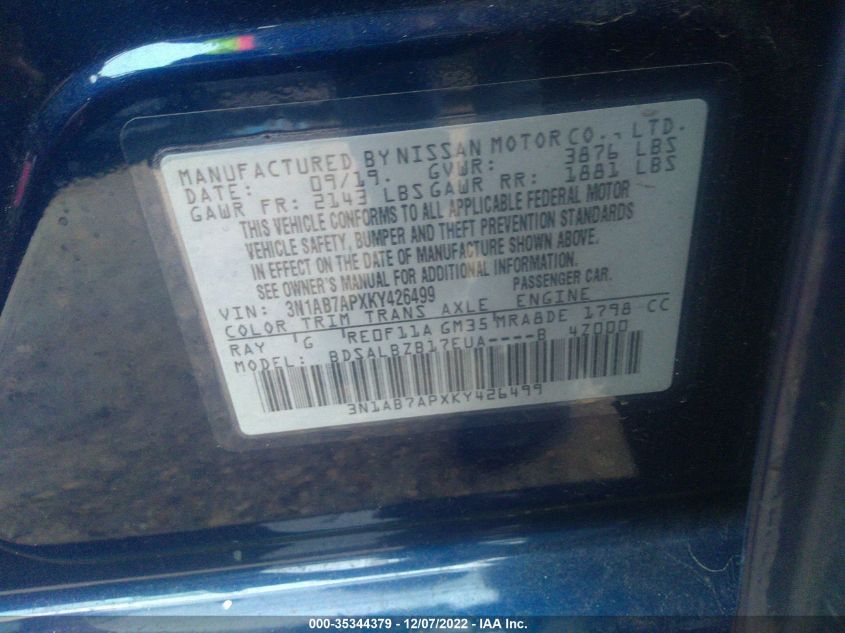 MANUFACTURED BY NISSAN MOTOR CO., LTD.
DATE: 09/19. GVWR: 3876 LBS
GAWR FR: 2143 LBS GAWR RR: 1881 LBS
THIS VEHICLE CONFORMS TO ALL APPLICABLE FEDERAL MOTOR
VEHICLE SAFETY, BUMPER AND THEFT PREVENTION STANDARDS
IN EFFECT ON THE DATE OF MANUFACTURE SHOWN ABOVE.
SEE OWNER'S MANUAL FOR ADDITIONAL INFORMATION.
VIN: 3N1AB7APXKY426499 PASSENGER CAR.
COLOR TRIM TRANS AXLE ENGINE
RAY G RE0F11A GM35 MRA8DE 1798-CC
MODEL: BDSALBZB17EUA----B 4Z000
3N1AB7APXKY426499
000-35344379 - 12/07/2022 - IAA Inc.